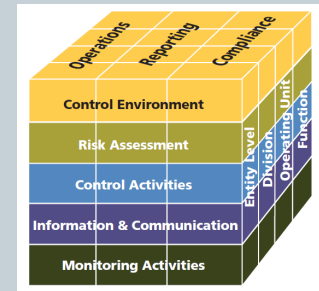 Operations
Reporting
Compliance
Control Environment
Risk Assessment
Control Activities
Information & Communication
Monitoring Activities
Entity Level
Division
Operating Unit
Function